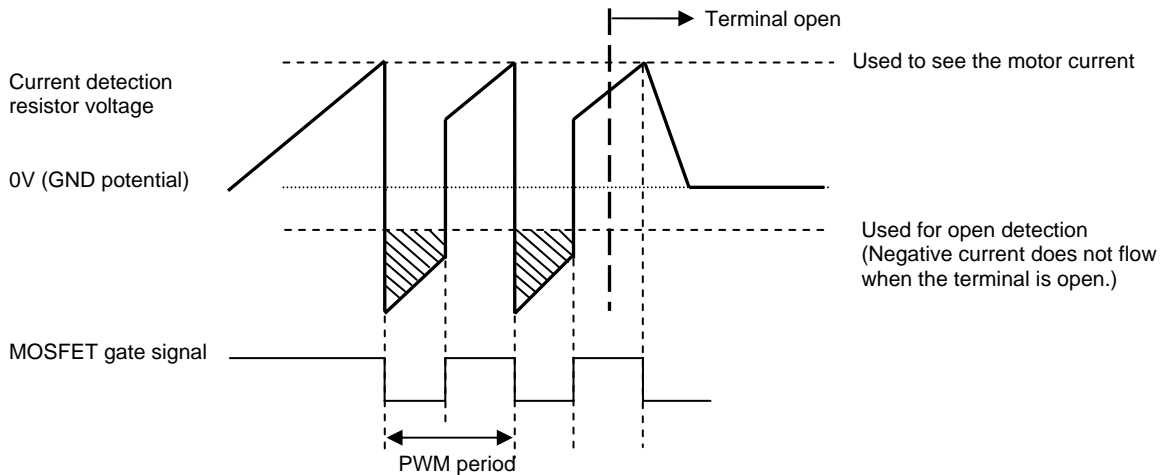 Terminal open
Used to see the motor current
Current detection
resistor voltage
0V (GND potential)
Used for open detection
(Negative current does not flow
when the terminal is open.)
MOSFET gate signal
PWM period